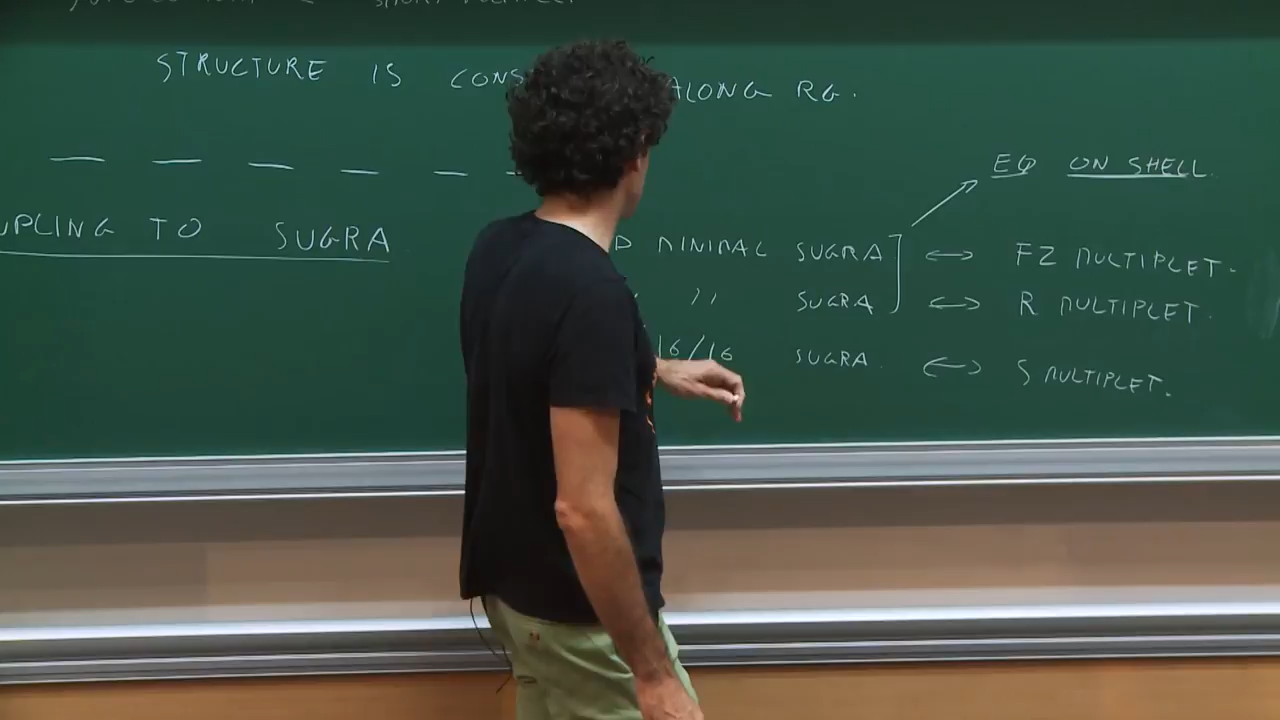 STRUCTURE IS CONS ALONG RG.
UPLING TO SUGRA
EQ ON SHELL.
D MINIMAL SUGRA ⟷ FZ MULTIPLET.
" SUGRA ⟷ R MULTIPLET.
16/16 SUGRA. ⟷ S MULTIPLET.